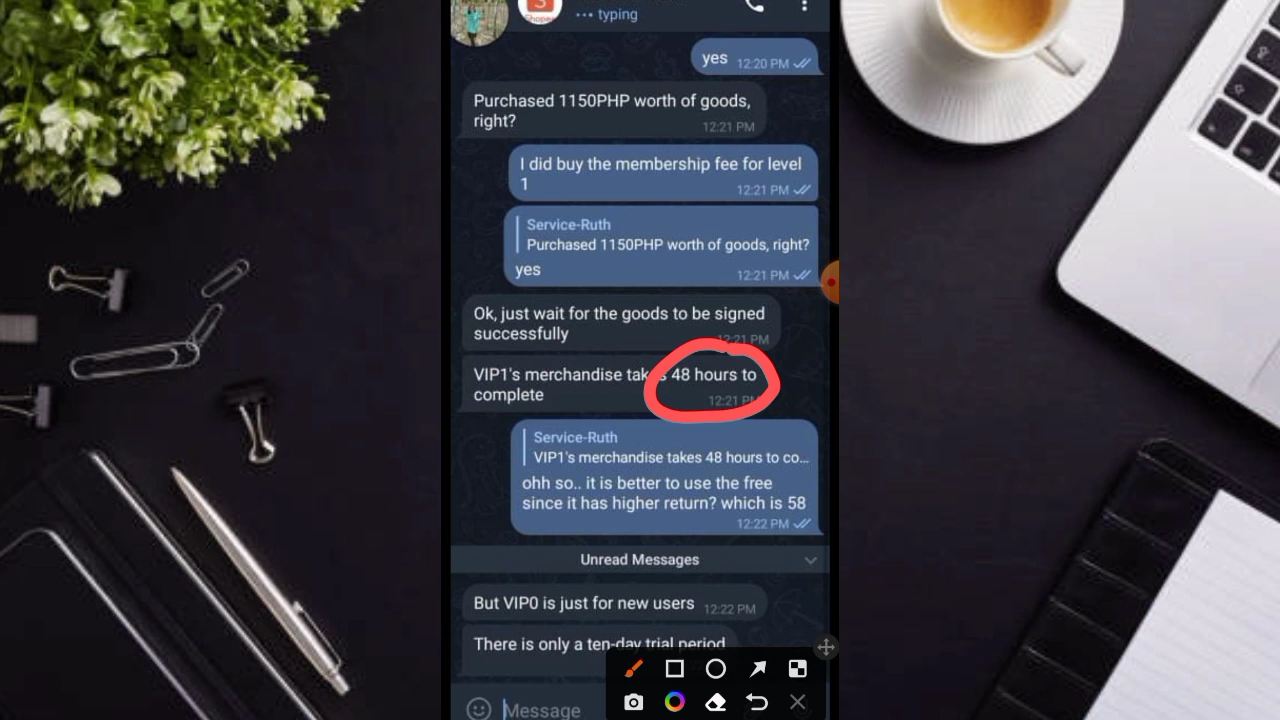 Shopee
••• typing
yes 12:20 PM
Purchased 1150PHP worth of goods,
right?
12:21 PM
I did buy the membership fee for level
1
12:21 PM
Service-Ruth
Purchased 1150PHP worth of goods, right?
yes
12:21 PM
Ok, just wait for the goods to be signed
successfully
12:21 PM
VIP1's merchandise takes 48 hours to
complete
12:21 PM
Service-Ruth
VIP1's merchandise takes 48 hours to co...
ohh so.. it is better to use the free
since it has higher return? which is 58
12:22 PM
Unread Messages
But VIP0 is just for new users 12:22 PM
There is only a ten-day trial period
Message